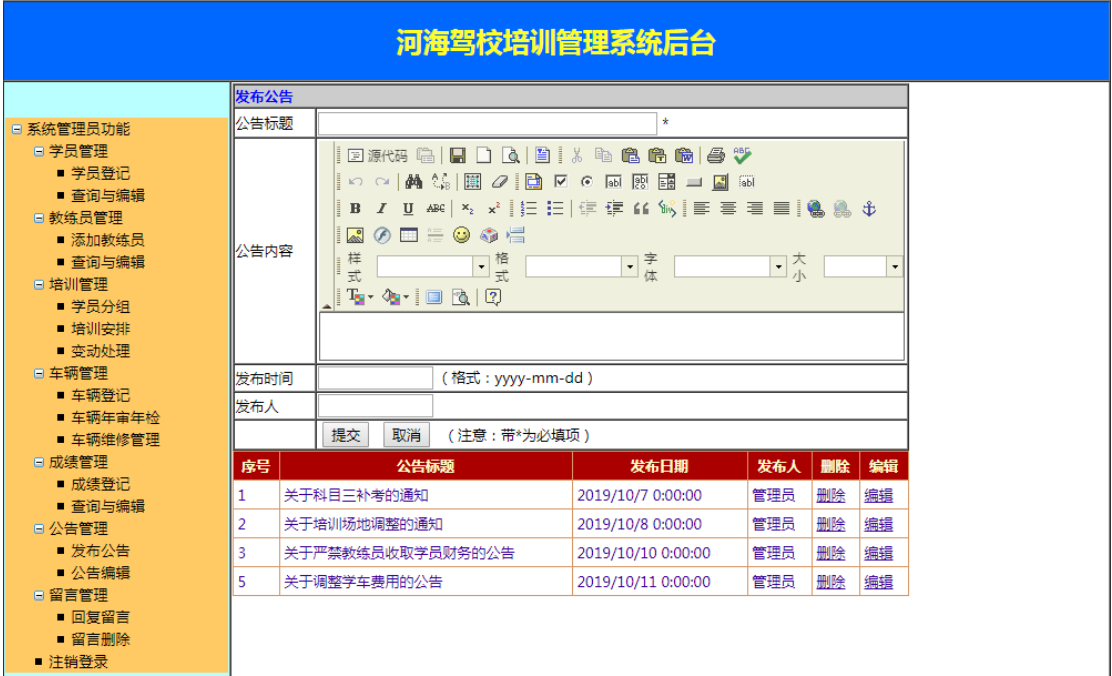 河海驾校培训管理系统后台
系统管理员功能
学员管理
学员登记
查询与编辑
教练员管理
添加教练员
查询与编辑
培训管理
学员分组
培训安排
变动处理
车辆管理
车辆登记
车辆年审年检
车辆维修管理
成绩管理
成绩登记
查询与编辑
公告管理
发布公告
公告编辑
留言管理
回复留言
留言删除
注销登录
发布公告
公告标题 *
公告内容
源代码
样式 格式 字体 大小
发布时间 (格式：yyyy-mm-dd)
发布人
提交 取消 (注意：带*为必填项)
序号 公告标题 发布日期 发布人 删除 编辑
1 关于科目三补考的通知 2019/10/7 0:00:00 管理员 删除 编辑
2 关于培训场地调整的通知 2019/10/8 0:00:00 管理员 删除 编辑
3 关于严禁教练员收取学员财务的公告 2019/10/10 0:00:00 管理员 删除 编辑
5 关于调整学车费用的公告 2019/10/11 0:00:00 管理员 删除 编辑